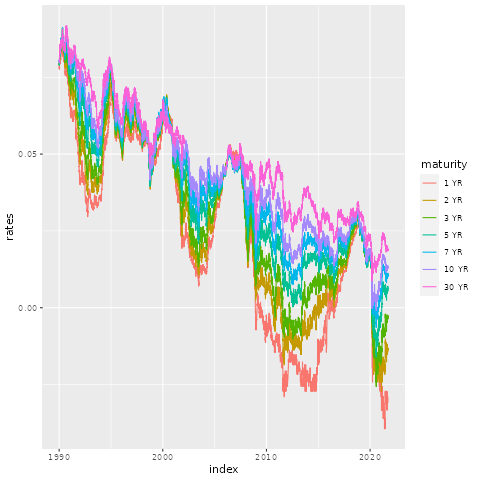 rates
0.05
0.00
1990
2000
2010
2020
index
maturity
1 YR
2 YR
3 YR
5 YR
7 YR
10 YR
30 YR